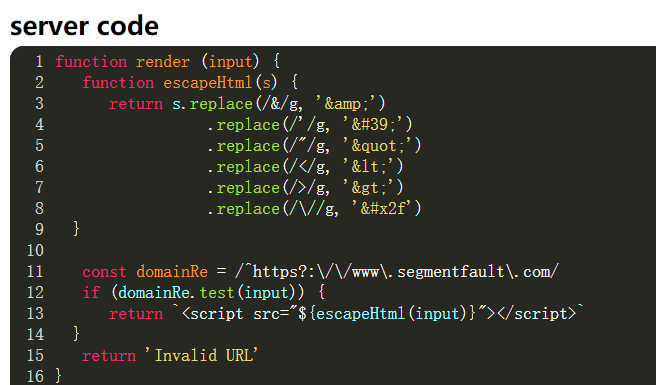 server code
1 function render (input) {
2    function escapeHtml(s) {
3       return s.replace(/&/g, '&amp;')
4                .replace(/'/g, '&#39;')
5                .replace(/"/g, '&quot;')
6                .replace(/</g, '&lt;')
7                .replace(/>/g, '&gt;')
8                .replace(/\//g, '&#x2f')
9   }
10
11    const domainRe = /^https?:\/\/www\.segmentfault\.com/
12    if (domainRe.test(input)) {
13       return `<script src="${escapeHtml(input)}"></script>`
14   }
15    return 'Invalid URL'
16 }